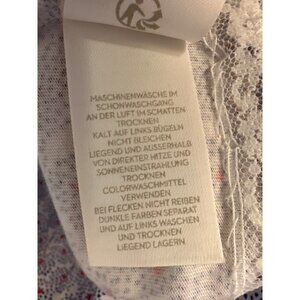 MASCHINENWÄSCHE IM
SCHONWASCHGANG
AN DER LUFT IM SCHATTEN
TROCKNEN
KALT AUF LINKS BÜGELN
NICHT BLEICHEN
LIEGEND UND AUSSERHALB
VON DIREKTER HITZE UND
SONNENEINSTRAHLUNG
TROCKNEN
COLORWASCHMITTEL
VERWENDEN
BEI FLECKEN NICHT REIBEN
DUNKLE FARBEN SEPARAT
UND AUF LINKS WASCHEN
UND TROCKNEN
LIEGEND LAGERN